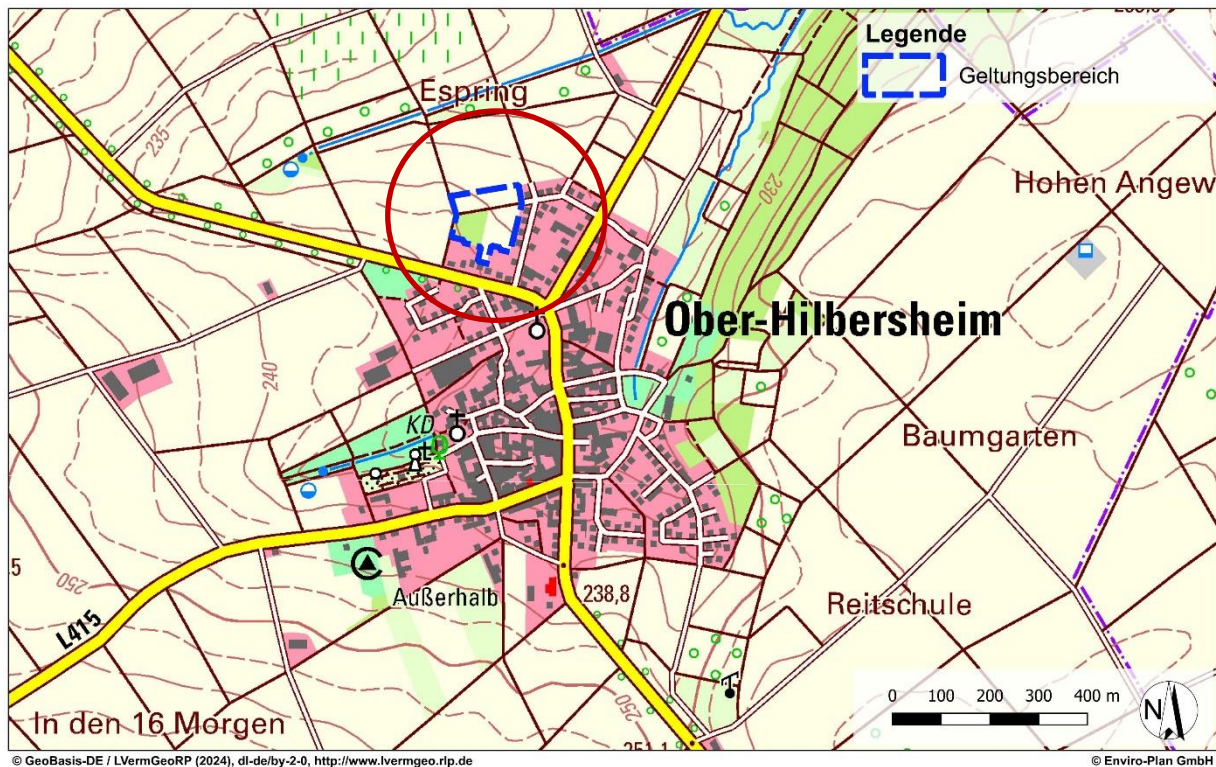 Legende
Geltungsbereich
Espring
235
230
Hohen Angew
Ober-Hilbersheim
240
KD
Baumgarten
250
Außerhalb
238,8
Reitschule
L415
5
250
In den 16 Morgen
251,1
0 100 200 300 400 m
N
© GeoBasis-DE / LVermGeoRP (2024), dl-de/by-2-0, http://www.lvermgeo.rlp.de
© Enviro-Plan GmbH